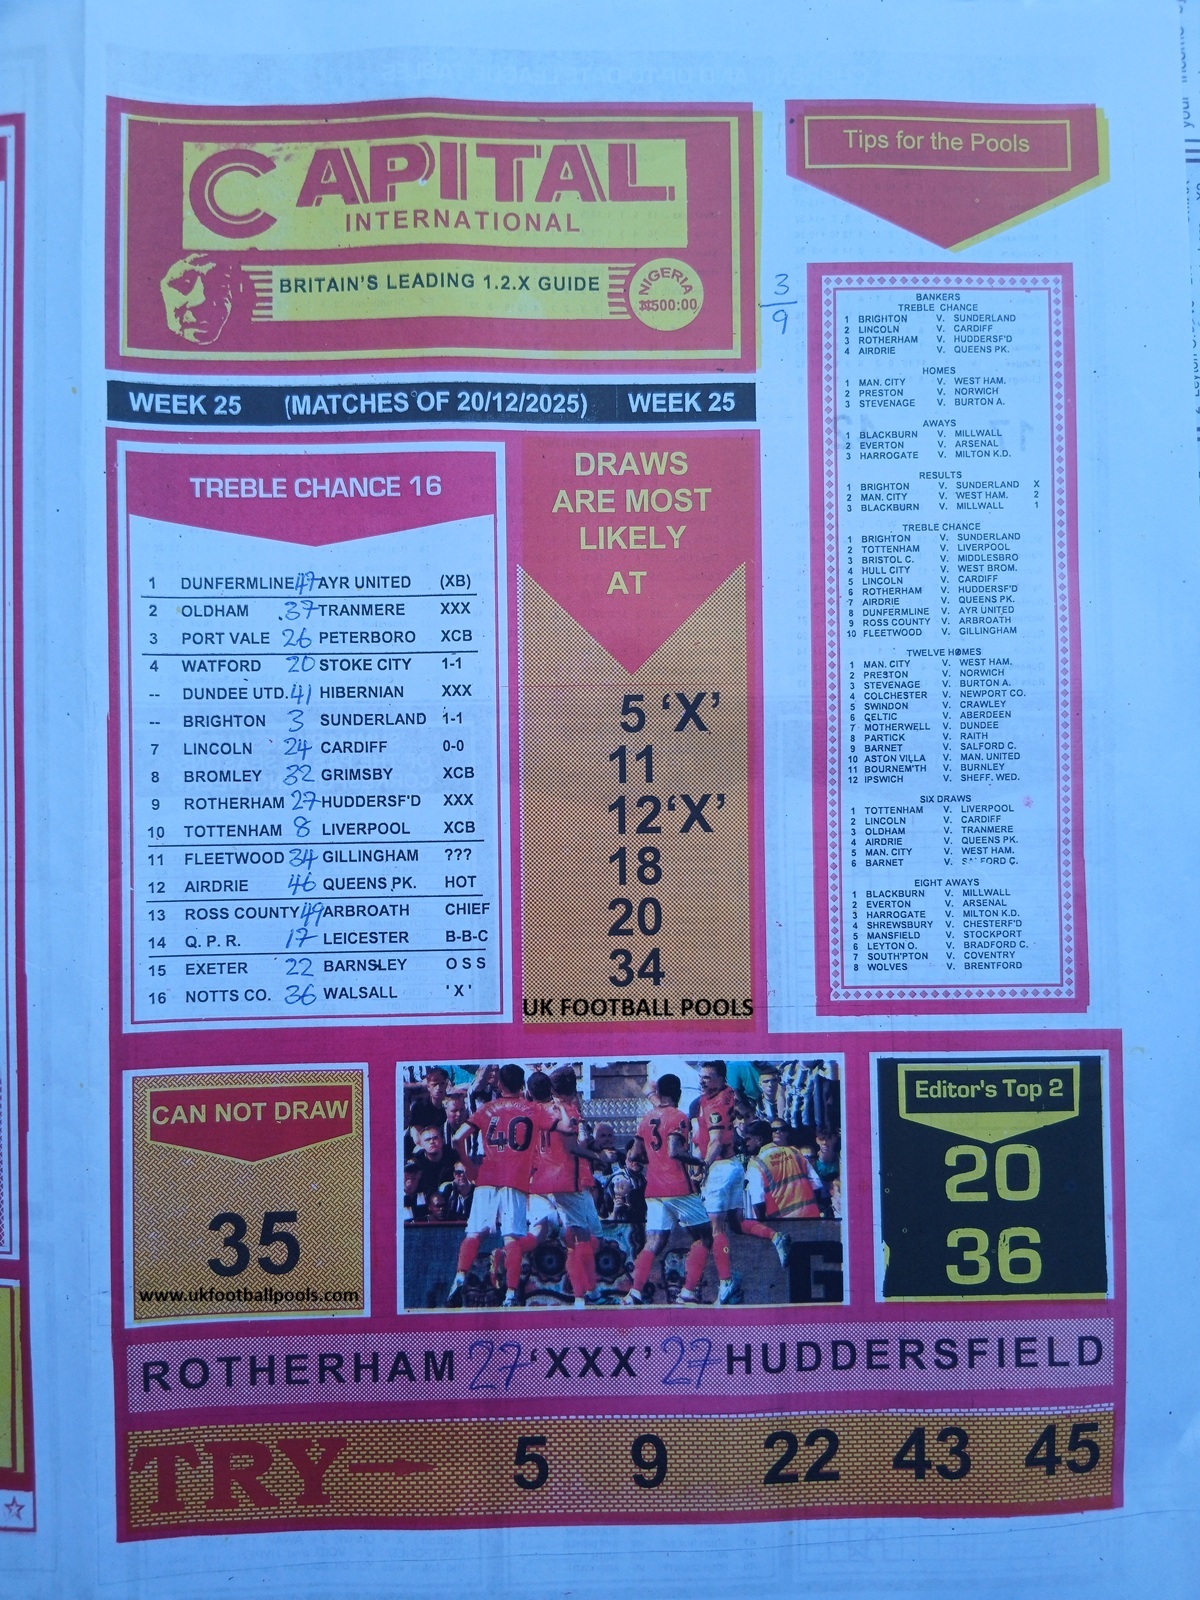 CAPITAL
INTERNATIONAL
BRITAIN'S LEADING 1.2.X GUIDE
NIGERIA
₦500:00
WEEK 25 (MATCHES OF 20/12/2025) WEEK 25
TREBLE CHANCE 16
1 DUNFERMLINE 47 AYR UNITED (XB)
2 OLDHAM 37 TRANMERE XXX
3 PORT VALE 26 PETERBORO XCB
4 WATFORD 20 STOKE CITY 1-1
-- DUNDEE UTD. 41 HIBERNIAN XXX
-- BRIGHTON 3 SUNDERLAND 1-1
7 LINCOLN 24 CARDIFF 0-0
8 BROMLEY 32 GRIMSBY XCB
9 ROTHERHAM 27 HUDDERSF'D XXX
10 TOTTENHAM 8 LIVERPOOL XCB
11 FLEETWOOD 34 GILLINGHAM ???
12 AIRDRIE 46 QUEENS PK. HOT
13 ROSS COUNTY 49 ARBROATH CHIEF
14 Q. P. R. 17 LEICESTER B-B-C
15 EXETER 22 BARNSLEY O S S
16 NOTTS CO. 36 WALSALL 'X'
DRAWS
ARE MOST
LIKELY
AT
5 'X'
11
12 'X'
18
20
34
UK FOOTBALL POOLS
Tips for the Pools
3
9
BANKERS
TREBLE CHANCE
1 BRIGHTON V. SUNDERLAND
2 LINCOLN V. CARDIFF
3 ROTHERHAM V. HUDDERSF'D
4 AIRDRIE V. QUEENS PK.
HOMES
1 MAN. CITY V. WEST HAM.
2 PRESTON V. NORWICH
3 STEVENAGE V. BURTON A.
AWAYS
1 BLACKBURN V. MILLWALL
2 EVERTON V. ARSENAL
3 HARROGATE V. MILTON K.D.
RESULTS
1 BRIGHTON V. SUNDERLAND X
2 MAN. CITY V. WEST HAM. 2
3 BLACKBURN V. MILLWALL 1
TREBLE CHANCE
1 BRIGHTON V. SUNDERLAND
2 TOTTENHAM V. LIVERPOOL
3 BRISTOL C. V. MIDDLESBRO
4 HULL CITY V. WEST BROM.
5 LINCOLN V. CARDIFF
6 ROTHERHAM V. HUDDERSF'D
7 AIRDRIE V. QUEENS PK.
8 DUNFERMLINE V. AYR UNITED
9 ROSS COUNTY V. ARBROATH
10 FLEETWOOD V. GILLINGHAM
TWELVE HOMES
1 MAN. CITY V. WEST HAM.
2 PRESTON V. NORWICH
3 STEVENAGE V. BURTON A.
4 COLCHESTER V. NEWPORT CO.
5 SWINDON V. CRAWLEY
6 CELTIC V. ABERDEEN
7 MOTHERWELL V. DUNDEE
8 PARTICK V. RAITH
9 BARNET V. SALFORD C.
10 ASTON VILLA V. MAN. UNITED
11 BOURNEM'TH V. BURNLEY
12 IPSWICH V. SHEFF. WED.
SIX DRAWS
1 TOTTENHAM V. LIVERPOOL
2 LINCOLN V. CARDIFF
3 OLDHAM V. TRANMERE
4 AIRDRIE V. QUEENS PK.
5 MAN. CITY V. WEST HAM.
6 BARNET V. SALFORD C.
EIGHT AWAYS
1 BLACKBURN V. MILLWALL
2 EVERTON V. ARSENAL
3 HARROGATE V. MILTON K.D.
4 SHREWSBURY V. CHESTERF'D
5 MANSFIELD V. STOCKPORT
6 LEYTON O. V. BRADFORD C.
7 SOUTH'PTON V. COVENTRY
8 WOLVES V. BRENTFORD
CAN NOT DRAW
35
www.ukfootballpools.com
40
3
G
Editor's Top 2
20
36
ROTHERHAM 27 'XXX' 27 HUDDERSFIELD
TRY 5 9 22 43 45